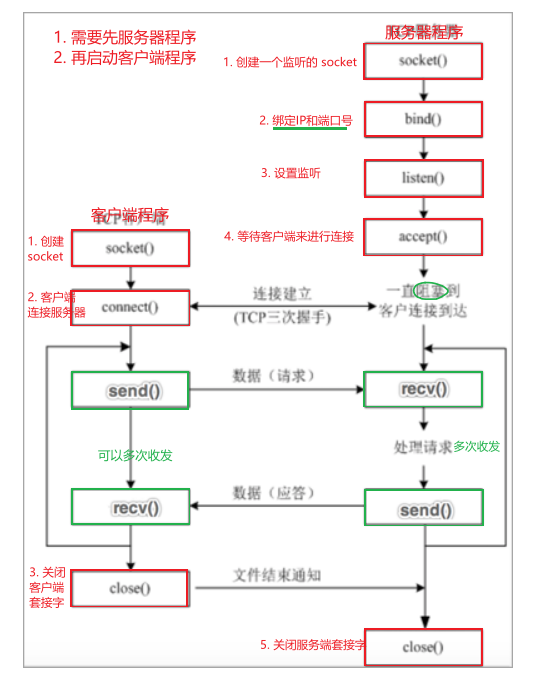 1. 需要先服务器程序
2. 再启动客户端程序
服务器程序
1. 创建一个监听的 socket
socket()
2. 绑定IP和端口号
bind()
3. 设置监听
listen()
4. 等待客户端来进行连接
accept()
客户端程序
1. 创建
socket
socket()
2. 客户端
连接服务器
connect()
连接建立
(TCP三次握手)
一直阻塞到
客户连接到达
send()
数据（请求）
recv()
可以多次收发
处理请求
多次收发
recv()
数据（应答）
send()
3. 关闭
客户端
套接字
close()
文件结束通知
5. 关闭服务端套接字
close()